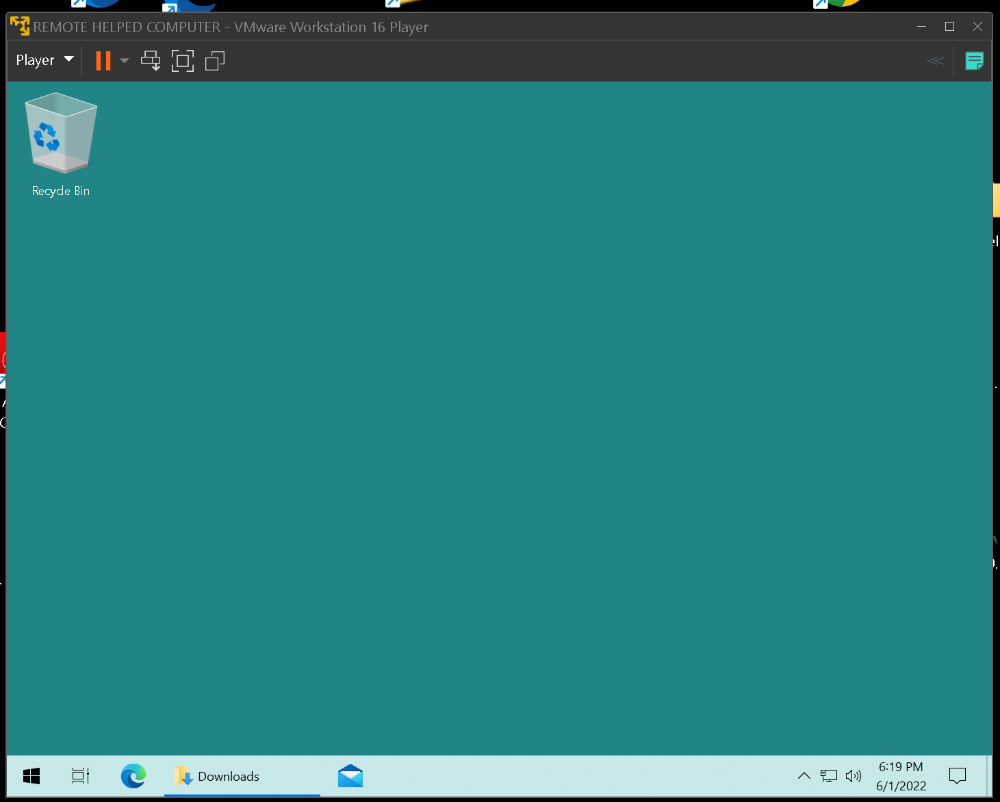 REMOTE HELPED COMPUTER - VMware Workstation 16 Player
Player
Recycle Bin
Downloads
6:19 PM
6/1/2022